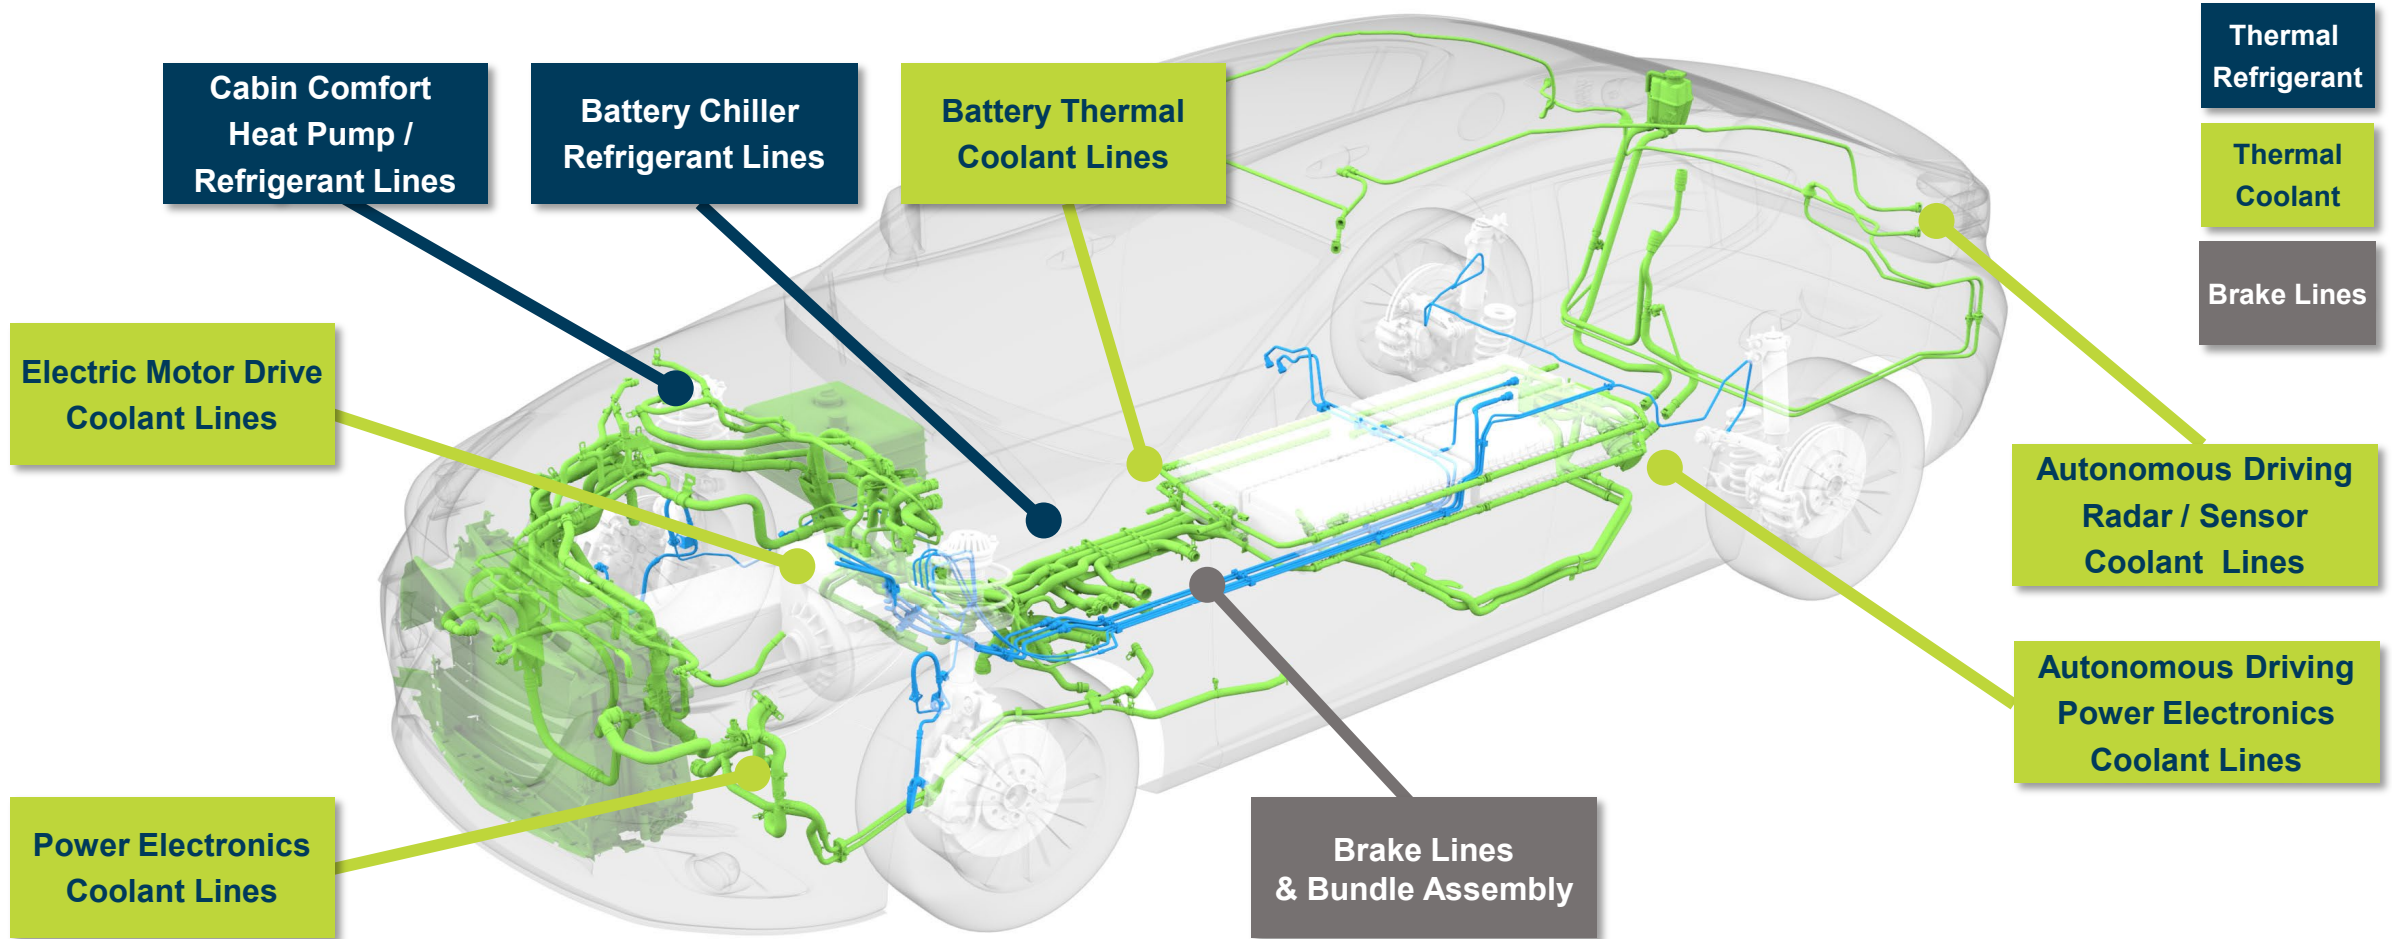 Cabin Comfort
Heat Pump /
Refrigerant Lines
Battery Chiller
Refrigerant Lines
Battery Thermal
Coolant Lines
Thermal
Refrigerant
Thermal
Coolant
Brake Lines
Electric Motor Drive
Coolant Lines
Autonomous Driving
Radar / Sensor
Coolant Lines
Autonomous Driving
Power Electronics
Coolant Lines
Power Electronics
Coolant Lines
Brake Lines
& Bundle Assembly